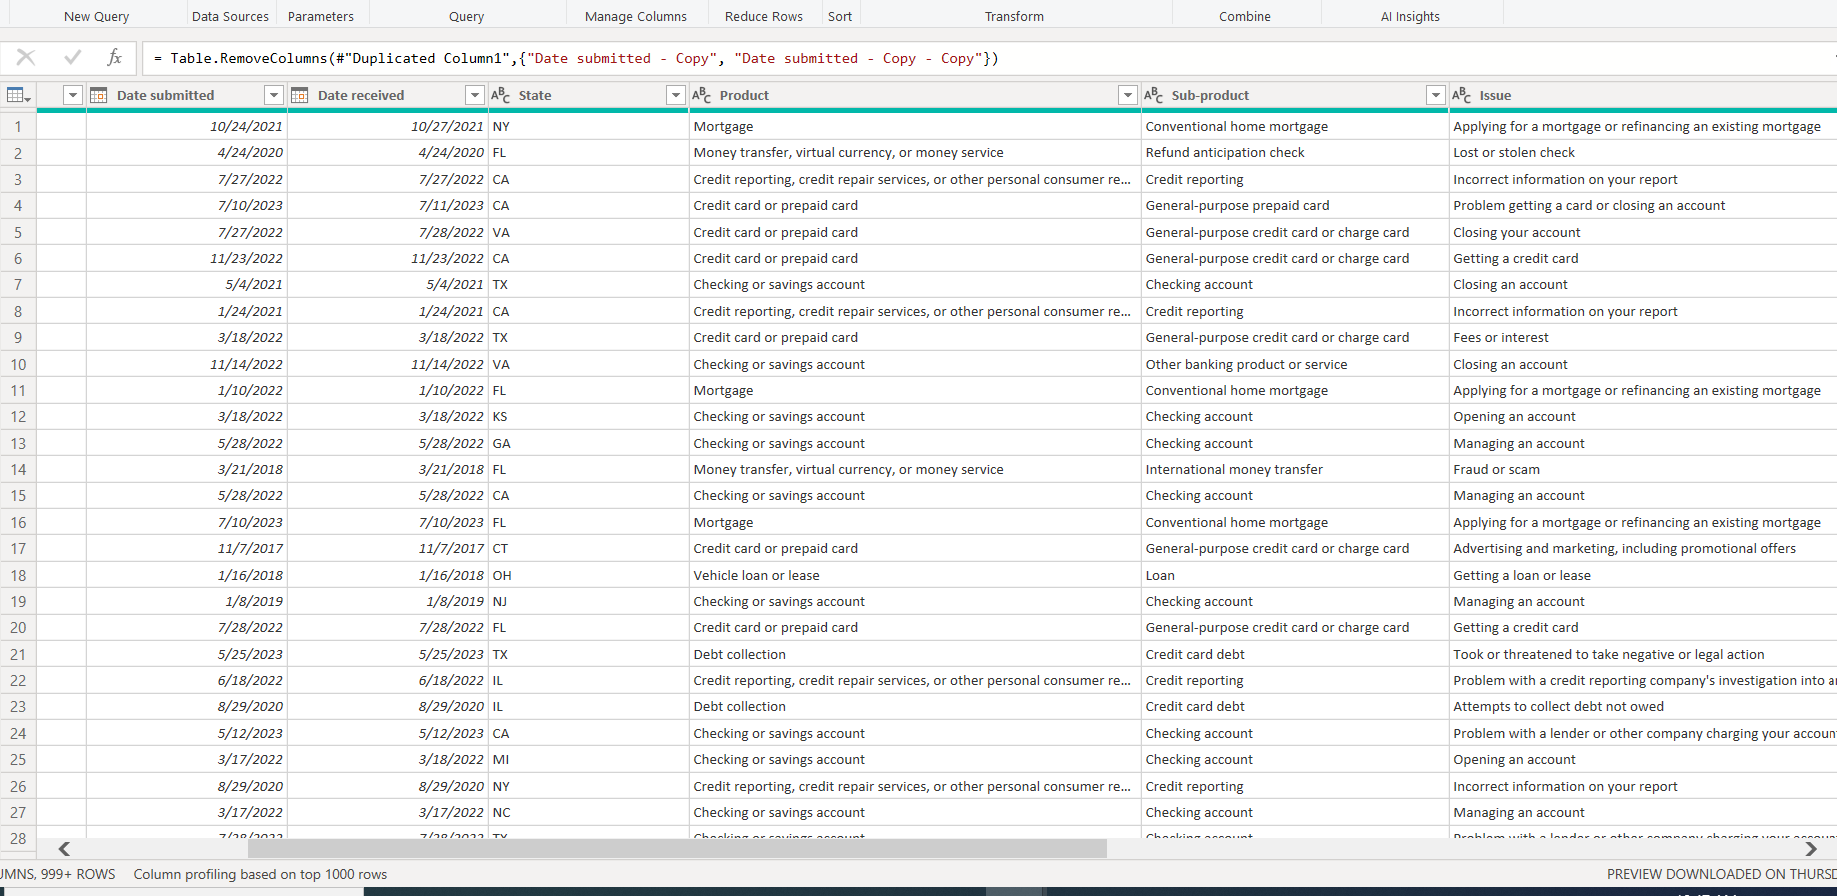 New Query Data Sources Parameters Query Manage Columns Reduce Rows Sort Transform Combine AI Insights
fx = Table.RemoveColumns(#"Duplicated Column1",{"Date submitted - Copy", "Date submitted - Copy - Copy"})
Date submitted Date received ABC State ABC Product ABC Sub-product ABC Issue
1 10/24/2021 10/27/2021 NY Mortgage Conventional home mortgage Applying for a mortgage or refinancing an existing mortgage
2 4/24/2020 4/24/2020 FL Money transfer, virtual currency, or money service Refund anticipation check Lost or stolen check
3 7/27/2022 7/27/2022 CA Credit reporting, credit repair services, or other personal consumer re... Credit reporting Incorrect information on your report
4 7/10/2023 7/11/2023 CA Credit card or prepaid card General-purpose prepaid card Problem getting a card or closing an account
5 7/27/2022 7/28/2022 VA Credit card or prepaid card General-purpose credit card or charge card Closing your account
6 11/23/2022 11/23/2022 CA Credit card or prepaid card General-purpose credit card or charge card Getting a credit card
7 5/4/2021 5/4/2021 TX Checking or savings account Checking account Closing an account
8 1/24/2021 1/24/2021 CA Credit reporting, credit repair services, or other personal consumer re... Credit reporting Incorrect information on your report
9 3/18/2022 3/18/2022 TX Credit card or prepaid card General-purpose credit card or charge card Fees or interest
10 11/14/2022 11/14/2022 VA Checking or savings account Other banking product or service Closing an account
11 1/10/2022 1/10/2022 FL Mortgage Conventional home mortgage Applying for a mortgage or refinancing an existing mortgage
12 3/18/2022 3/18/2022 KS Checking or savings account Checking account Opening an account
13 5/28/2022 5/28/2022 GA Checking or savings account Checking account Managing an account
14 3/21/2018 3/21/2018 FL Money transfer, virtual currency, or money service International money transfer Fraud or scam
15 5/28/2022 5/28/2022 CA Checking or savings account Checking account Managing an account
16 7/10/2023 7/10/2023 FL Mortgage Conventional home mortgage Applying for a mortgage or refinancing an existing mortgage
17 11/7/2017 11/7/2017 CT Credit card or prepaid card General-purpose credit card or charge card Advertising and marketing, including promotional offers
18 1/16/2018 1/16/2018 OH Vehicle loan or lease Loan Getting a loan or lease
19 1/8/2019 1/8/2019 NJ Checking or savings account Checking account Managing an account
20 7/28/2022 7/28/2022 FL Credit card or prepaid card General-purpose credit card or charge card Getting a credit card
21 5/25/2023 5/25/2023 TX Debt collection Credit card debt Took or threatened to take negative or legal action
22 6/18/2022 6/18/2022 IL Credit reporting, credit repair services, or other personal consumer re... Credit reporting Problem with a credit reporting company's investigation into
23 8/29/2020 8/29/2020 IL Debt collection Credit card debt Attempts to collect debt not owed
24 5/12/2023 5/12/2023 CA Checking or savings account Checking account Problem with a lender or other company charging your accoun
25 3/17/2022 3/18/2022 MI Checking or savings account Checking account Opening an account
26 8/29/2020 8/29/2020 NY Credit reporting, credit repair services, or other personal consumer re... Credit reporting Incorrect information on your report
27 3/17/2022 3/17/2022 NC Checking or savings account Checking account Managing an account
28 7/28/2022 7/28/2022 TX Checking or savings account Checking account Problem with a lender or other company charging your accou
UMNS, 999+ ROWS Column profiling based on top 1000 rows PREVIEW DOWNLOADED ON THURSD